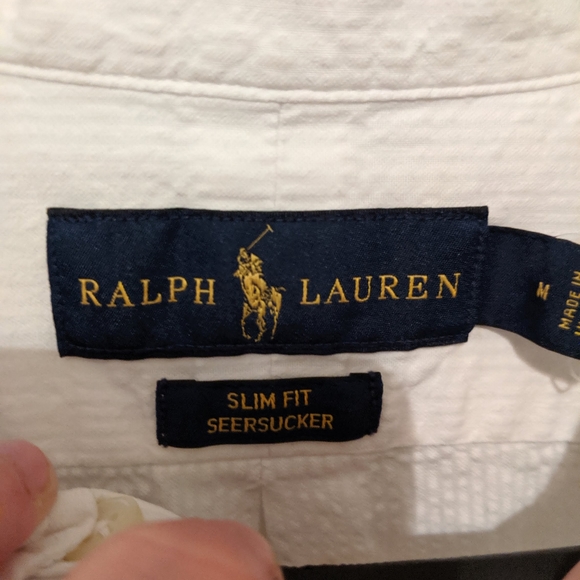 RALPH LAUREN
M
MADE IN
SLIM FIT
SEERSUCKER